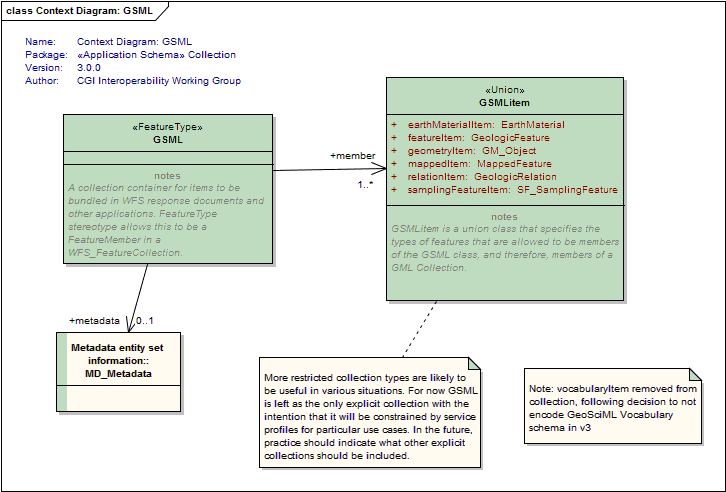 class Context Diagram: GSML
Name: Context Diagram: GSML
Package: «Application Schema» Collection
Version: 3.0.0
Author: CGI Interoperability Working Group
«FeatureType»
GSML
notes
A collection container for items to be
bundled in WFS response documents and
other applications. FeatureType
stereotype allows this to be a
FeatureMember in a
WFS_FeatureCollection.
+member
1..*
«Union»
GSMLitem
+ earthMaterialItem: EarthMaterial
+ featureItem: GeologicFeature
+ geometryItem: GM_Object
+ mappedItem: MappedFeature
+ relationItem: GeologicRelation
+ samplingFeatureItem: SF_SamplingFeature
notes
GSMLitem is a union class that specifies the
types of features that are allowed to be members
of the GSML class, and therefore, members of a
GML Collection.
+metadata 0..1
Metadata entity set
information::
MD_Metadata
More restricted collection types are likely to
be useful in various situations. For now GSML
is left as the only explicit collection with the
intention that it will be constrained by service
profiles for particular use cases. In the future,
practice should indicate what other explicit
collections should be included.
Note: vocabularyItem removed from
collection, following decision to not
encode GeoSciML Vocabulary
schema in v3